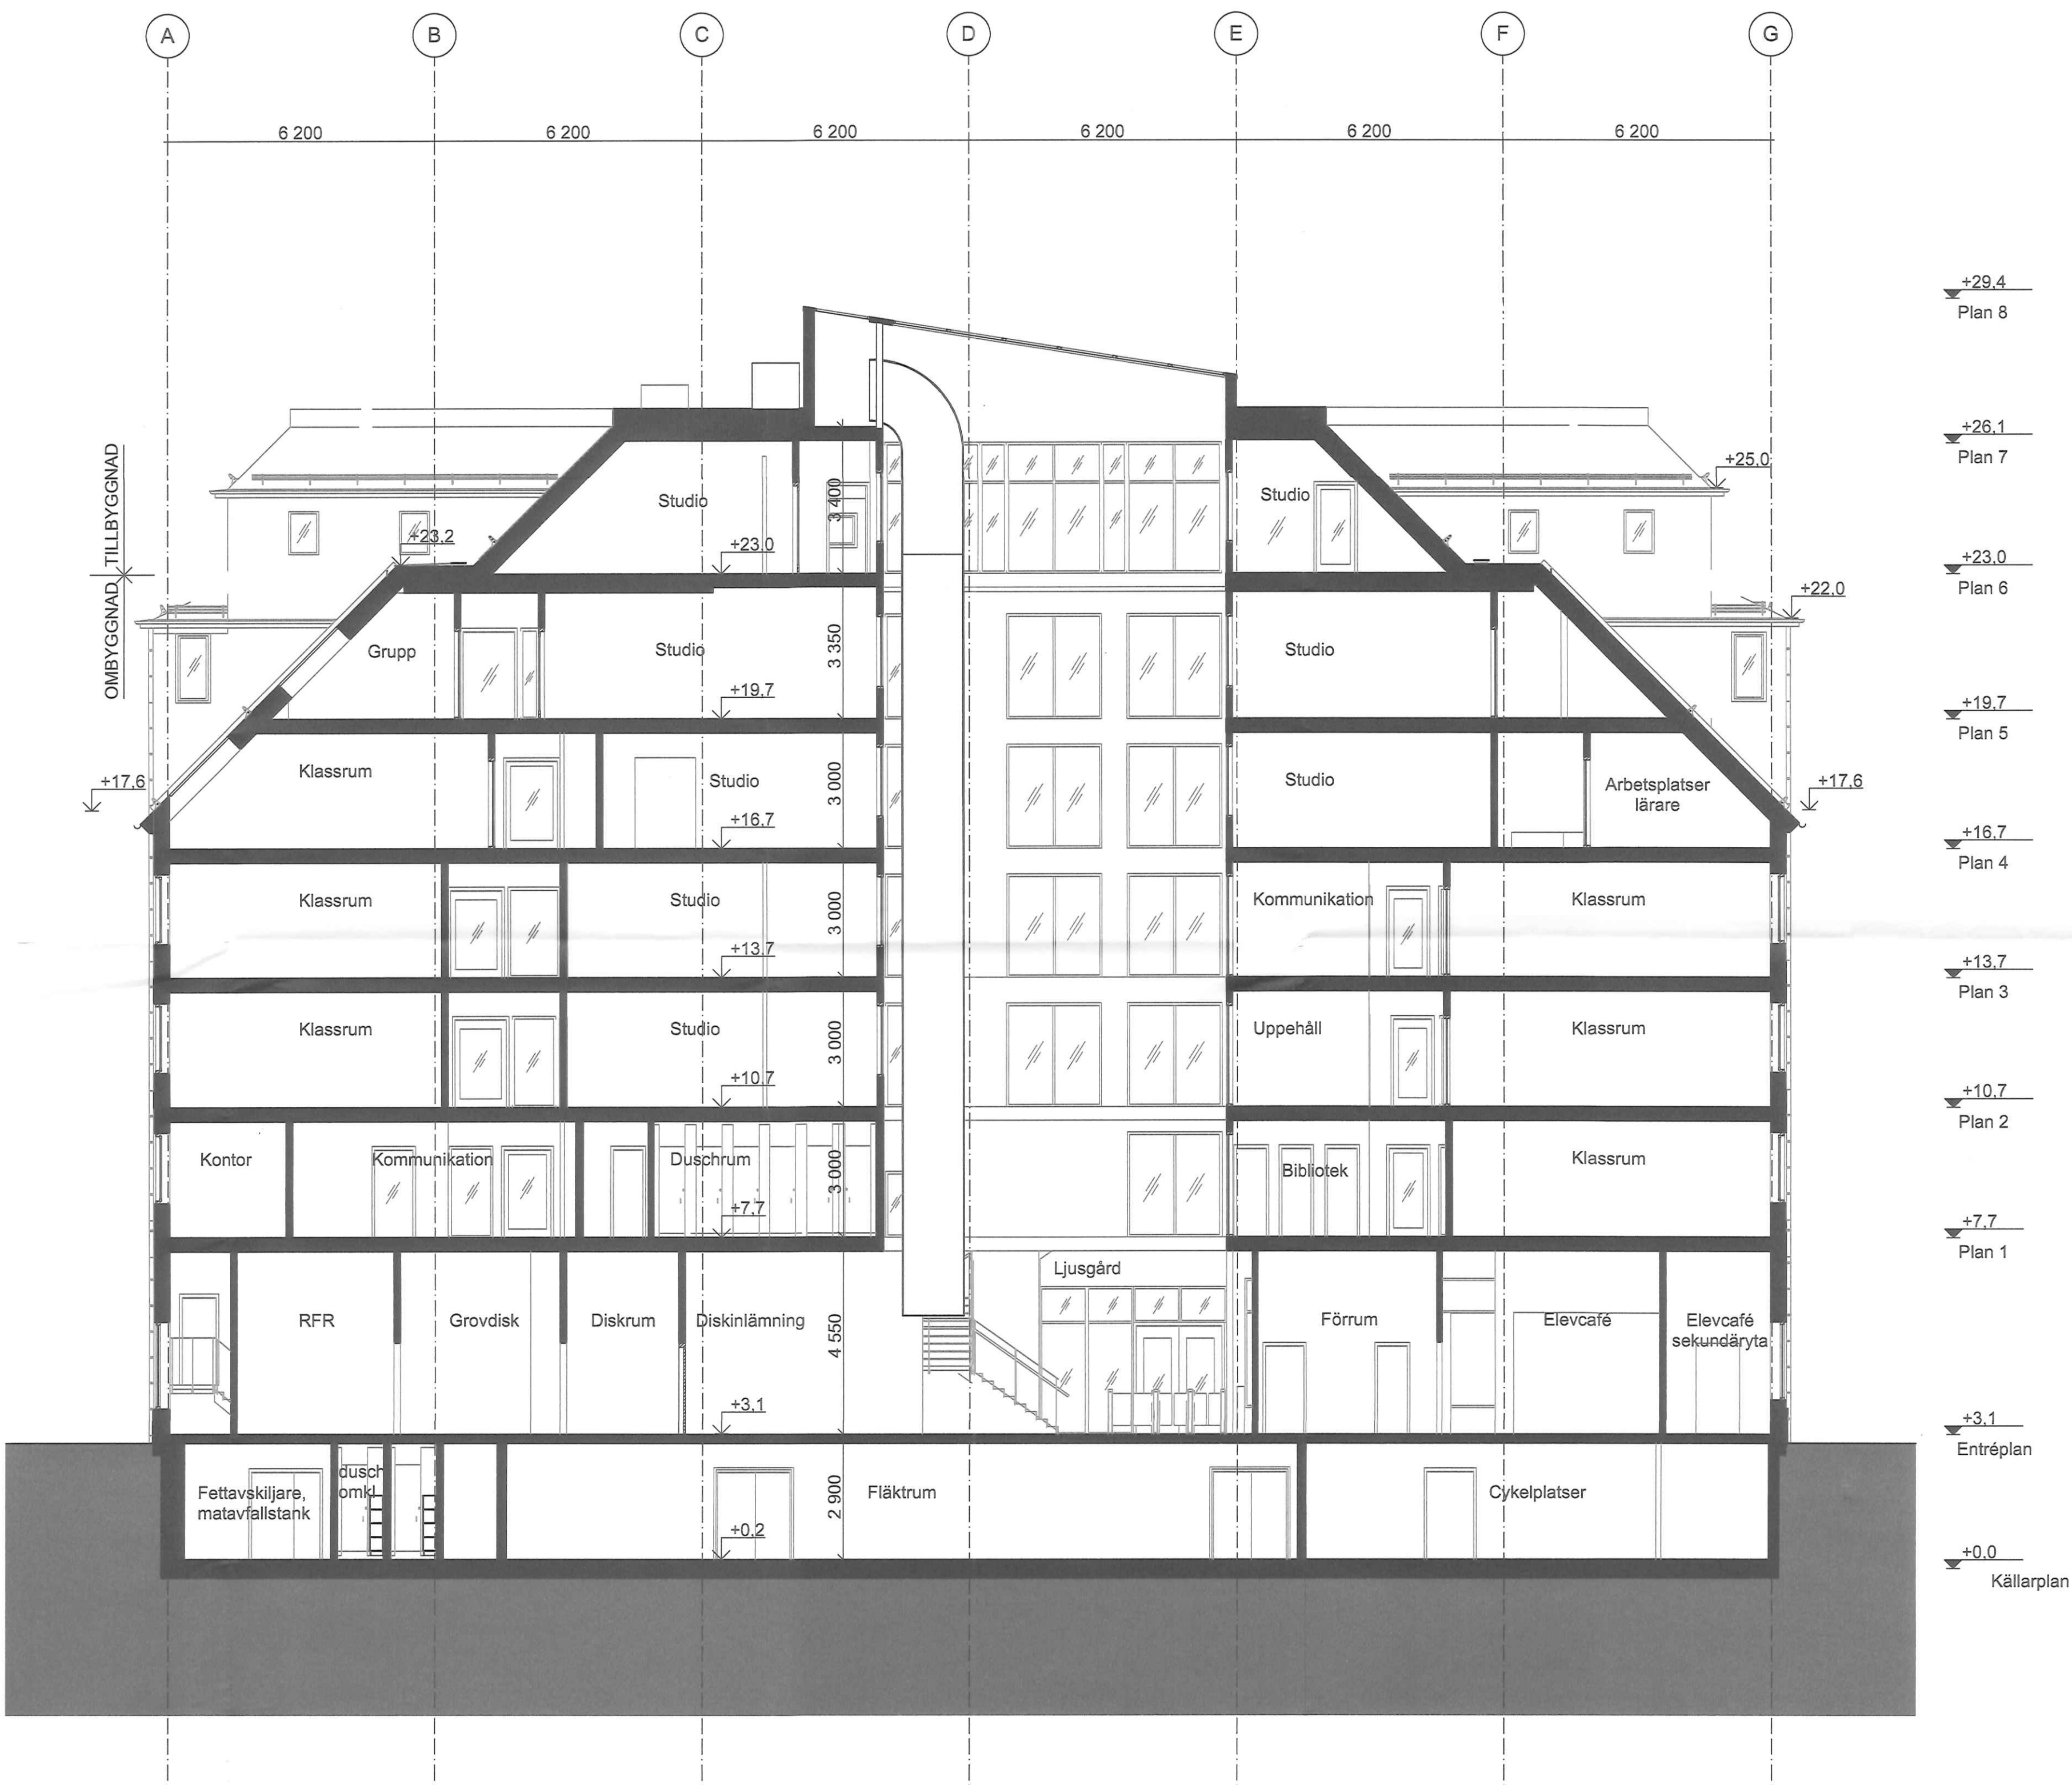 A B C D E F G
6 200 6 200 6 200 6 200 6 200 6 200
+29,4
Plan 8
+26,1
Plan 7
+25.0
TILLBYGGNAD
Studio
3 400
Studio
+23,2
+23.0
+23.0
Plan 6
+22,0
OMBYGGNAD
Grupp
Studio
3 350
Studio
+19,7
+19.7
Plan 5
Klassrum
Studio
3 000
Studio
Arbetsplatser
lärare
+17,6
+17,6
+16,7
+16.7
Plan 4
Klassrum
Studio
3 000
Kommunikation
Klassrum
+13,7
+13.7
Plan 3
Klassrum
Studio
3 000
Uppehåll
Klassrum
+10,7
+10,7
Plan 2
Kontor
Kommunikation
Duschrum
3 000
Bibliotek
Klassrum
+7,7
+7,7
Plan 1
Ljusgård
RFR
Grovdisk
Diskrum
Diskinlämning
4 550
Förrum
Elevcafé
Elevcafé
sekundäryta
+3,1
+3,1
Entréplan
Fettavskiljare,
matavfallstank
dusch
omkl
Fläktrum
2 900
Cykelplatser
+0,2
+0,0
Källarplan